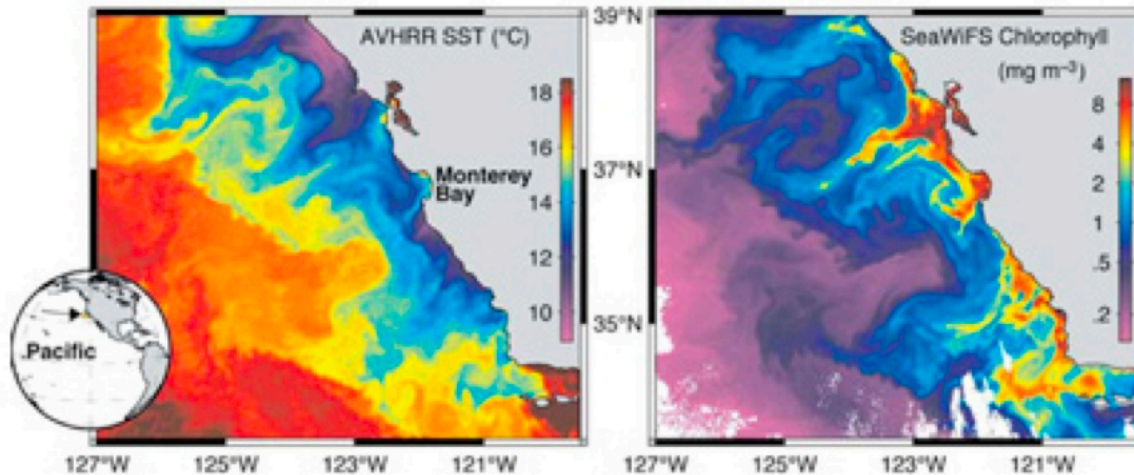 39°N
AVHRR SST (°C)
18
16
14
12
10
Monterey
Bay
Pacific
127°W
125°W
123°W
121°W
SeaWiFS Chlorophyll
(mg m⁻³)
8
4
2
1
.5
.2
37°N
35°N
127°W
125°W
123°W
121°W